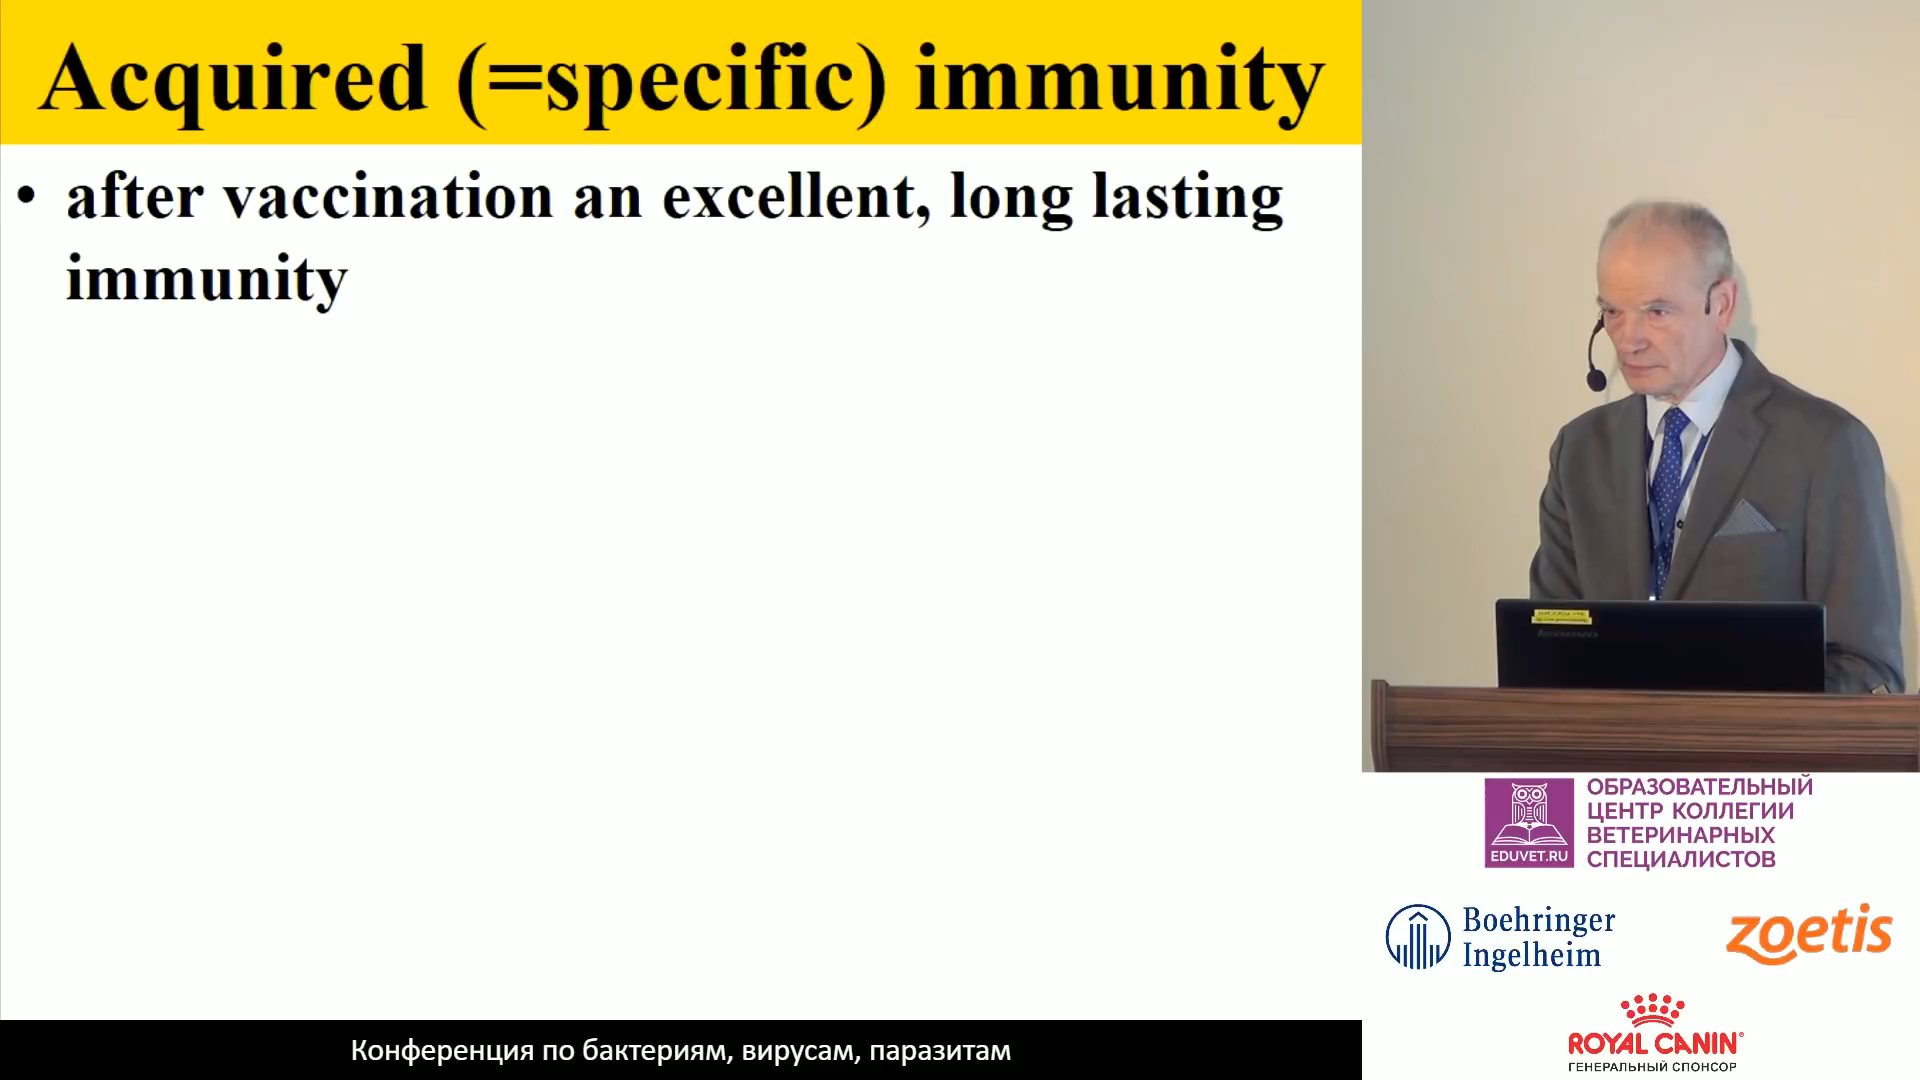 Acquired (=specific) immunity
• after vaccination an excellent, long lasting
immunity
ОБРАЗОВАТЕЛЬНЫЙ
ЦЕНТР КОЛЛЕГИИ
ВЕТЕРИНАРНЫХ
СПЕЦИАЛИСТОВ
EDUVET.RU
Boehringer
Ingelheim
zoetis
ROYAL CANIN
ГЕНЕРАЛЬНЫЙ СПОНСОР
Конференция по бактериям, вирусам, паразитам